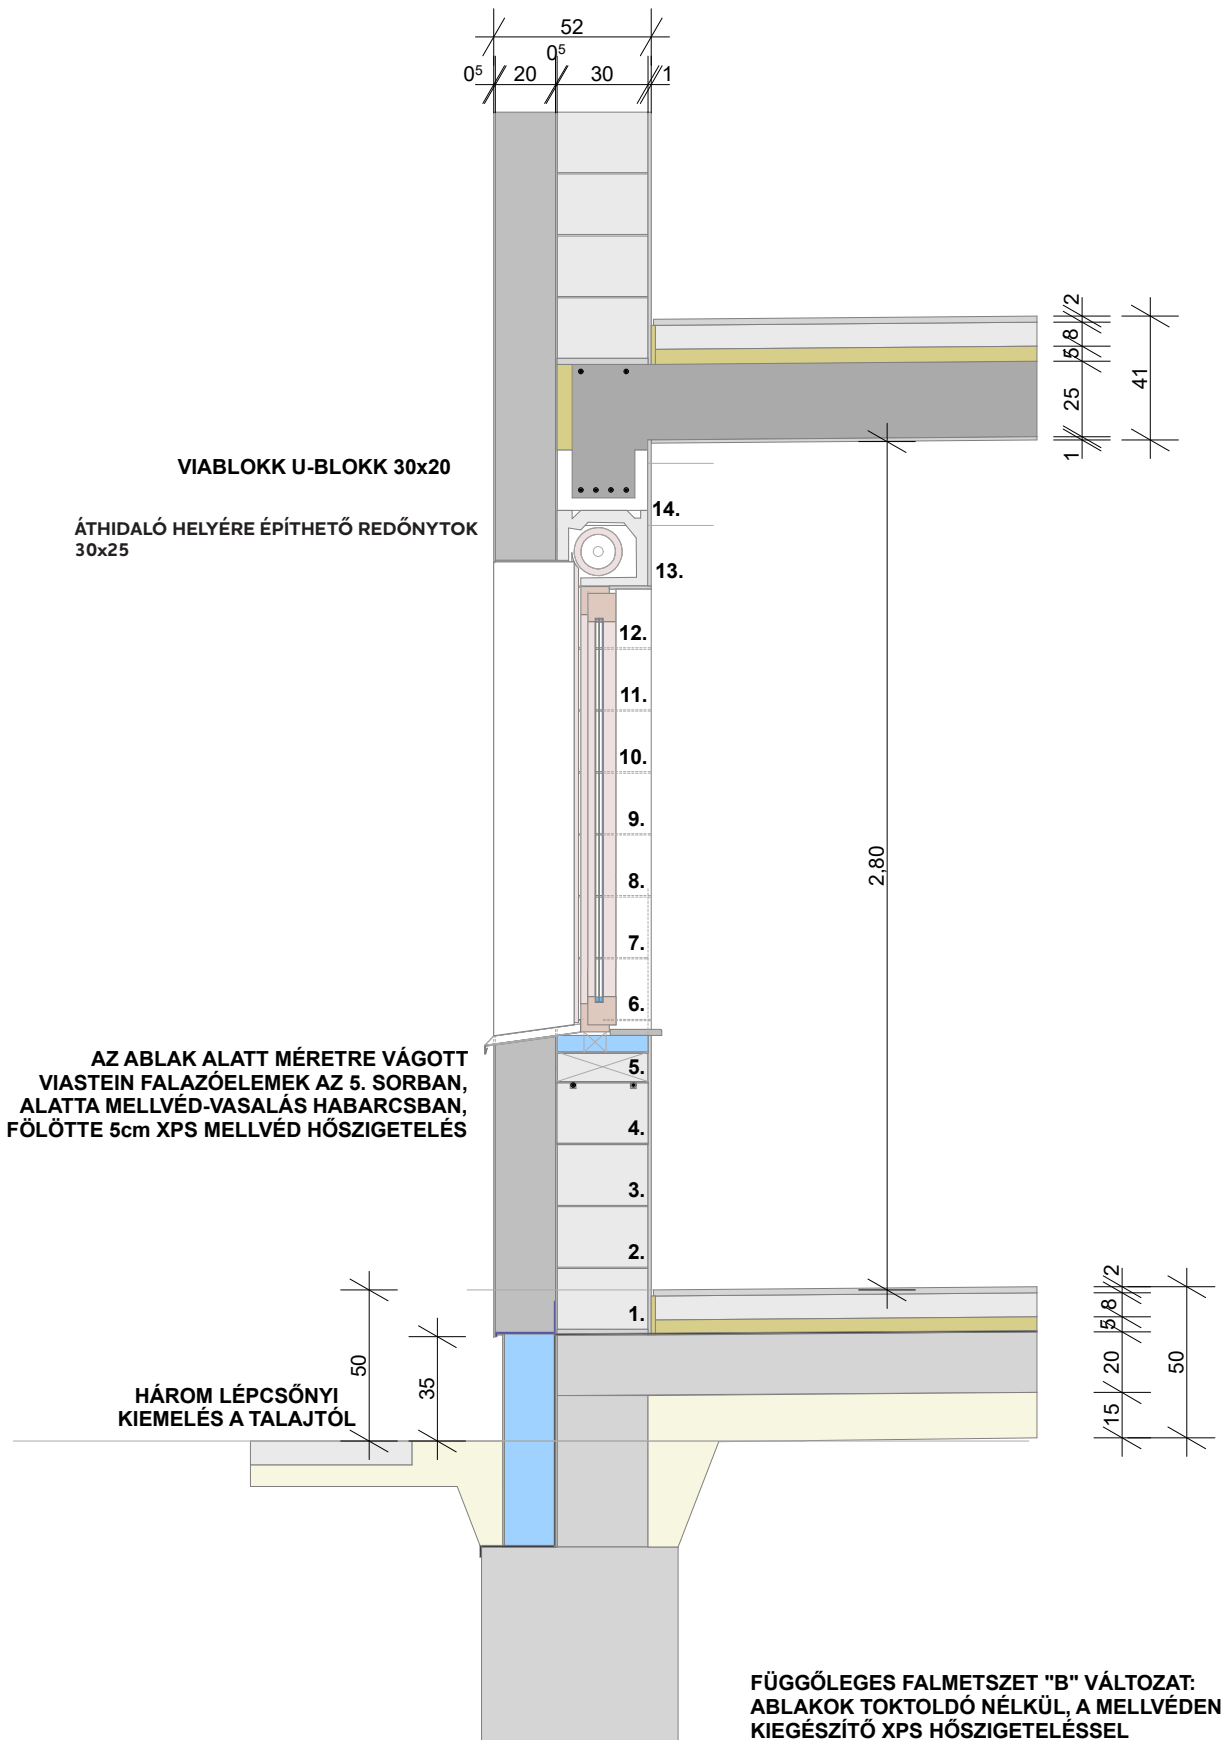 52
0⁵
0⁵ 20 30 1
2
8
5
25
1
41
VIABLOKK U-BLOKK 30x20
ÁTHIDALÓ HELYÉRE ÉPÍTHETŐ REDŐNYTOK
30x25
14.
13.
12.
11.
10.
9.
8.
7.
6.
2,80
AZ ABLAK ALATT MÉRETRE VÁGOTT
VIASTEIN FALAZÓELEMEK AZ 5. SORBAN,
ALATTA MELLVÉD-VASALÁS HABARCSBAN,
FÖLÖTTE 5cm XPS MELLVÉD HŐSZIGETELÉS
5.
4.
3.
2.
1.
50
35
2
8
5
20
15
50
HÁROM LÉPCSŐNYI
KIEMELÉS A TALAJTÓL
FÜGGŐLEGES FALMETSZET "B" VÁLTOZAT:
ABLAKOK TOKTOLDÓ NÉLKÜL, A MELLVÉDEN
KIEGÉSZÍTŐ XPS HŐSZIGETELÉSSEL